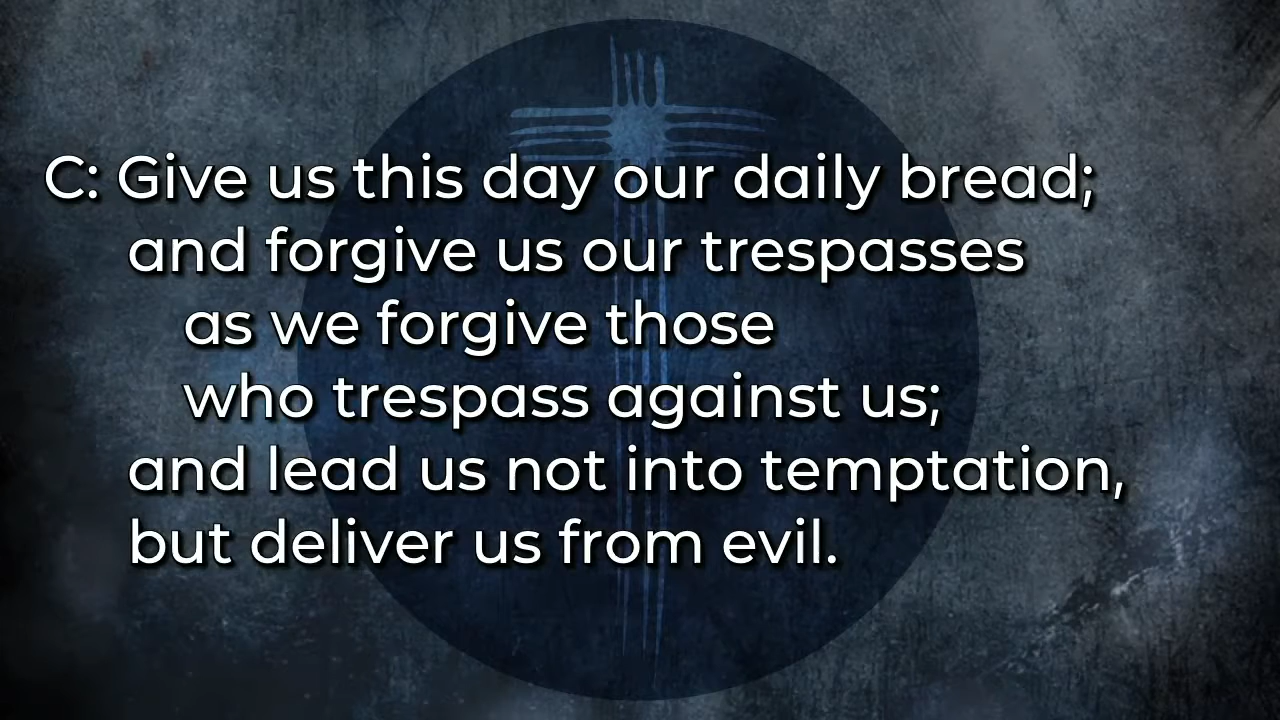 C: Give us this day our daily bread;
and forgive us our trespasses
as we forgive those
who trespass against us;
and lead us not into temptation,
but deliver us from evil.